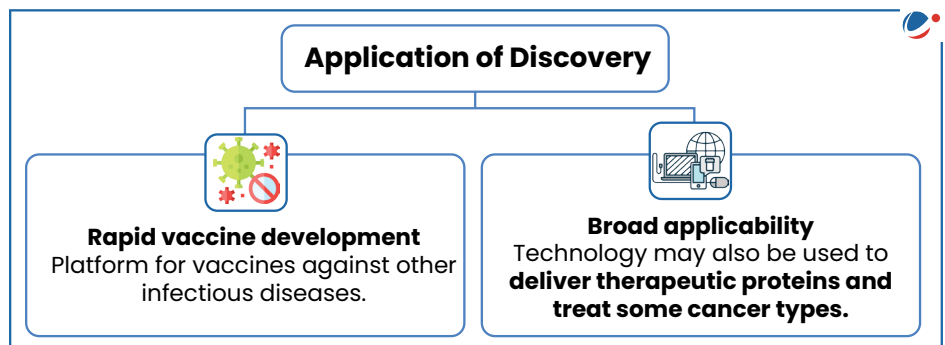 Application of Discovery
Rapid vaccine development
Platform for vaccines against other
infectious diseases.
Broad applicability
Technology may also be used to
deliver therapeutic proteins and
treat some cancer types.